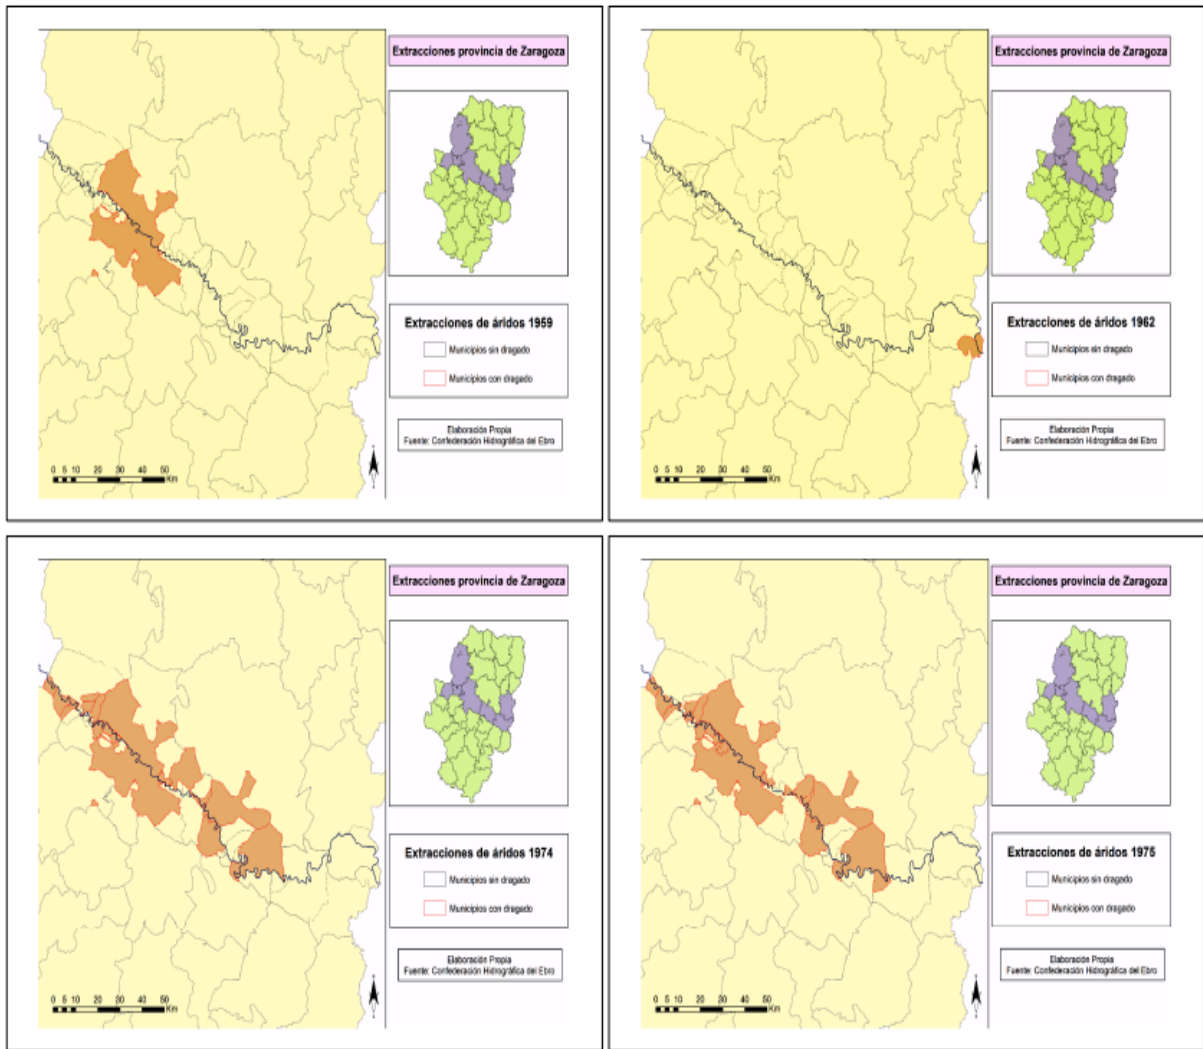 Extracciones provincia de Zaragoza
Extracciones de áridos 1959
Municipios sin dragado
Municipios con dragado
Elaboración Propia
Fuente: Confederación Hidrográfica del Ebro
0 5 10 20 30 40 50
Km
Extracciones provincia de Zaragoza
Extracciones de áridos 1962
Municipios sin dragado
Municipios con dragado
Elaboración Propia
Fuente: Confederación Hidrográfica del Ebro
0 5 10 20 30 40 50
Km
Extracciones provincia de Zaragoza
Extracciones de áridos 1974
Municipios sin dragado
Municipios con dragado
Elaboración Propia
Fuente: Confederación Hidrográfica del Ebro
0 5 10 20 30 40 50
Km
Extracciones provincia de Zaragoza
Extracciones de áridos 1975
Municipios sin dragado
Municipios con dragado
Elaboración Propia
Fuente: Confederación Hidrográfica del Ebro
0 5 10 20 30 40 50
Km